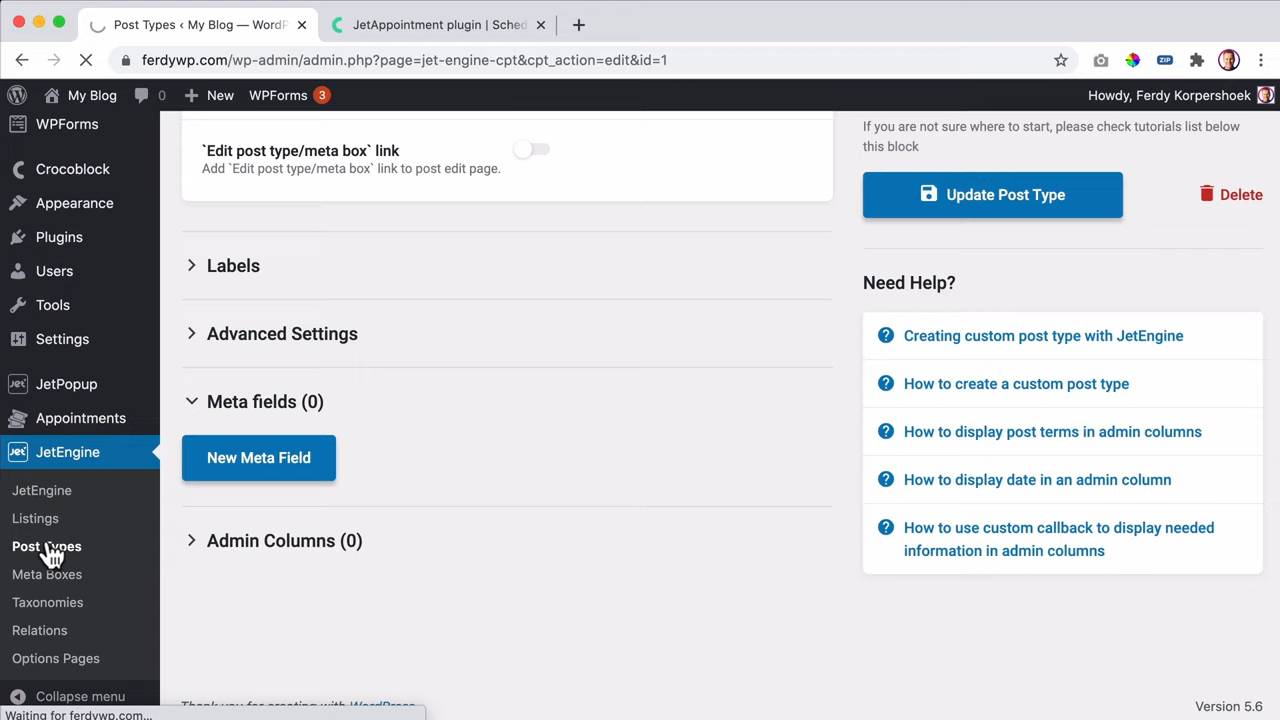 Post Types ‹ My Blog — WordP
JetAppointment plugin | Sched
ferdywp.com/wp-admin/admin.php?page=jet-engine-cpt&cpt_action=edit&id=1
ZIP
My Blog
0
New
WPForms
3
Howdy, Ferdy Korpershoek
WPForms
Crocoblock
Appearance
Plugins
Users
Tools
Settings
JetPopup
Appointments
JetEngine
JetEngine
Listings
Post Types
Meta Boxes
Taxonomies
Relations
Options Pages
Collapse menu
Waiting for ferdywp.com...
`Edit post type/meta box` link
Add `Edit post type/meta box` link to post edit page.
Labels
Advanced Settings
Meta fields (0)
New Meta Field
Admin Columns (0)
Thank you for creating with WordPress
If you are not sure where to start, please check tutorials list below
this block
Update Post Type
Delete
Need Help?
Creating custom post type with JetEngine
How to create a custom post type
How to display post terms in admin columns
How to display date in an admin column
How to use custom callback to display needed
information in admin columns
Version 5.6